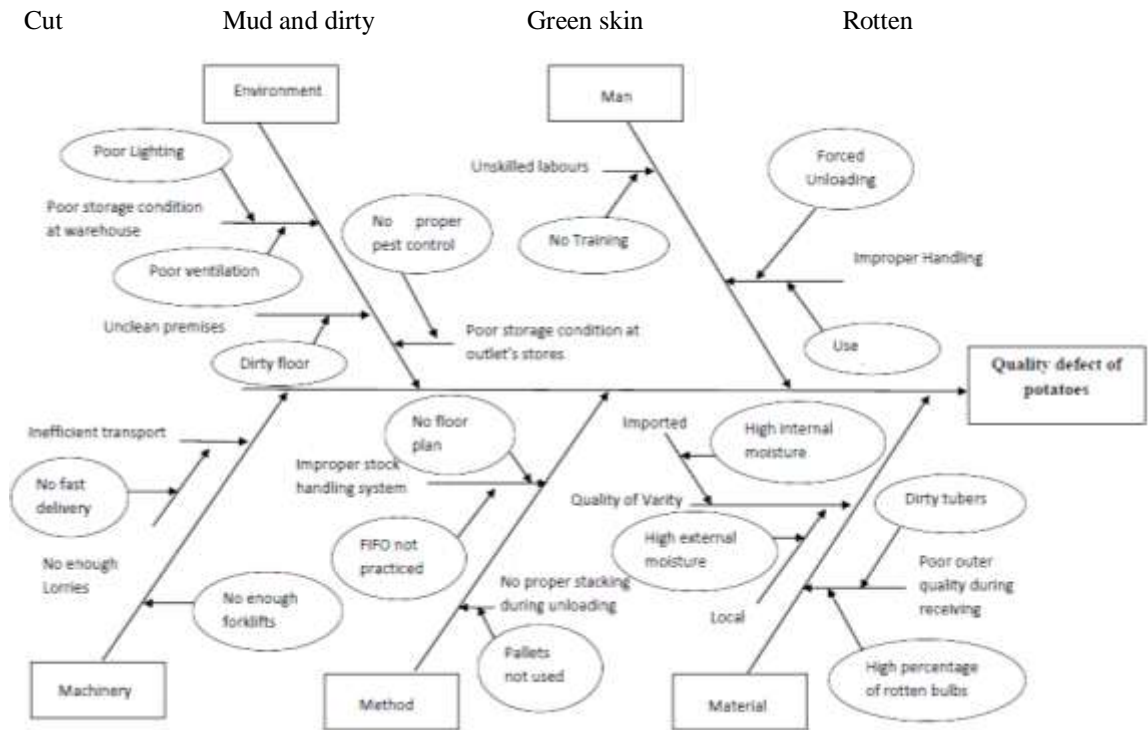 Cut Mud and dirty Green skin Rotten
Environment
Man
Poor Lighting
Unskilled labours
Forced
Unloading
Poor storage condition
at warehouse
No proper
pest control
No Training
Improper Handling
Poor ventilation
Unclean premises
Poor storage condition at
outlet's stores
Dirty floor
Use
Quality defect of
potatoes
Inefficient transport
No floor
plan
Imported
High internal
moisture
Improper stock
handling system
No fast
delivery
Quality of Varity
Dirty tubers
FIFO not
practiced
High external
moisture
No enough
Lorries
No proper stacking
during unloading
Poor outer
quality during
receiving
No enough
forklifts
Local
Pallets
not used
High percentage
of rotten bulbs
Machinery
Method
Material